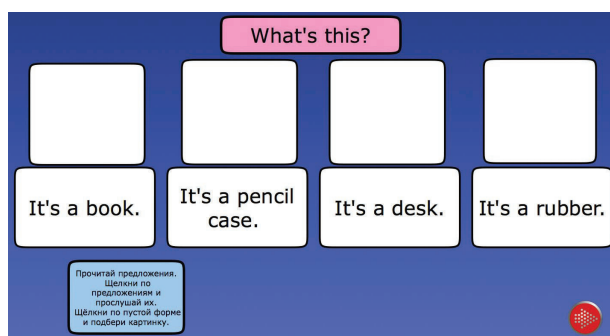 What's this?
It's a book.
It's a pencil
case.
It's a desk.
It's a rubber.
Прочитай предложения.
Щелкни по
предложениям и
прослушай их.
Щёлкни по пустой форме
и подбери картинку.